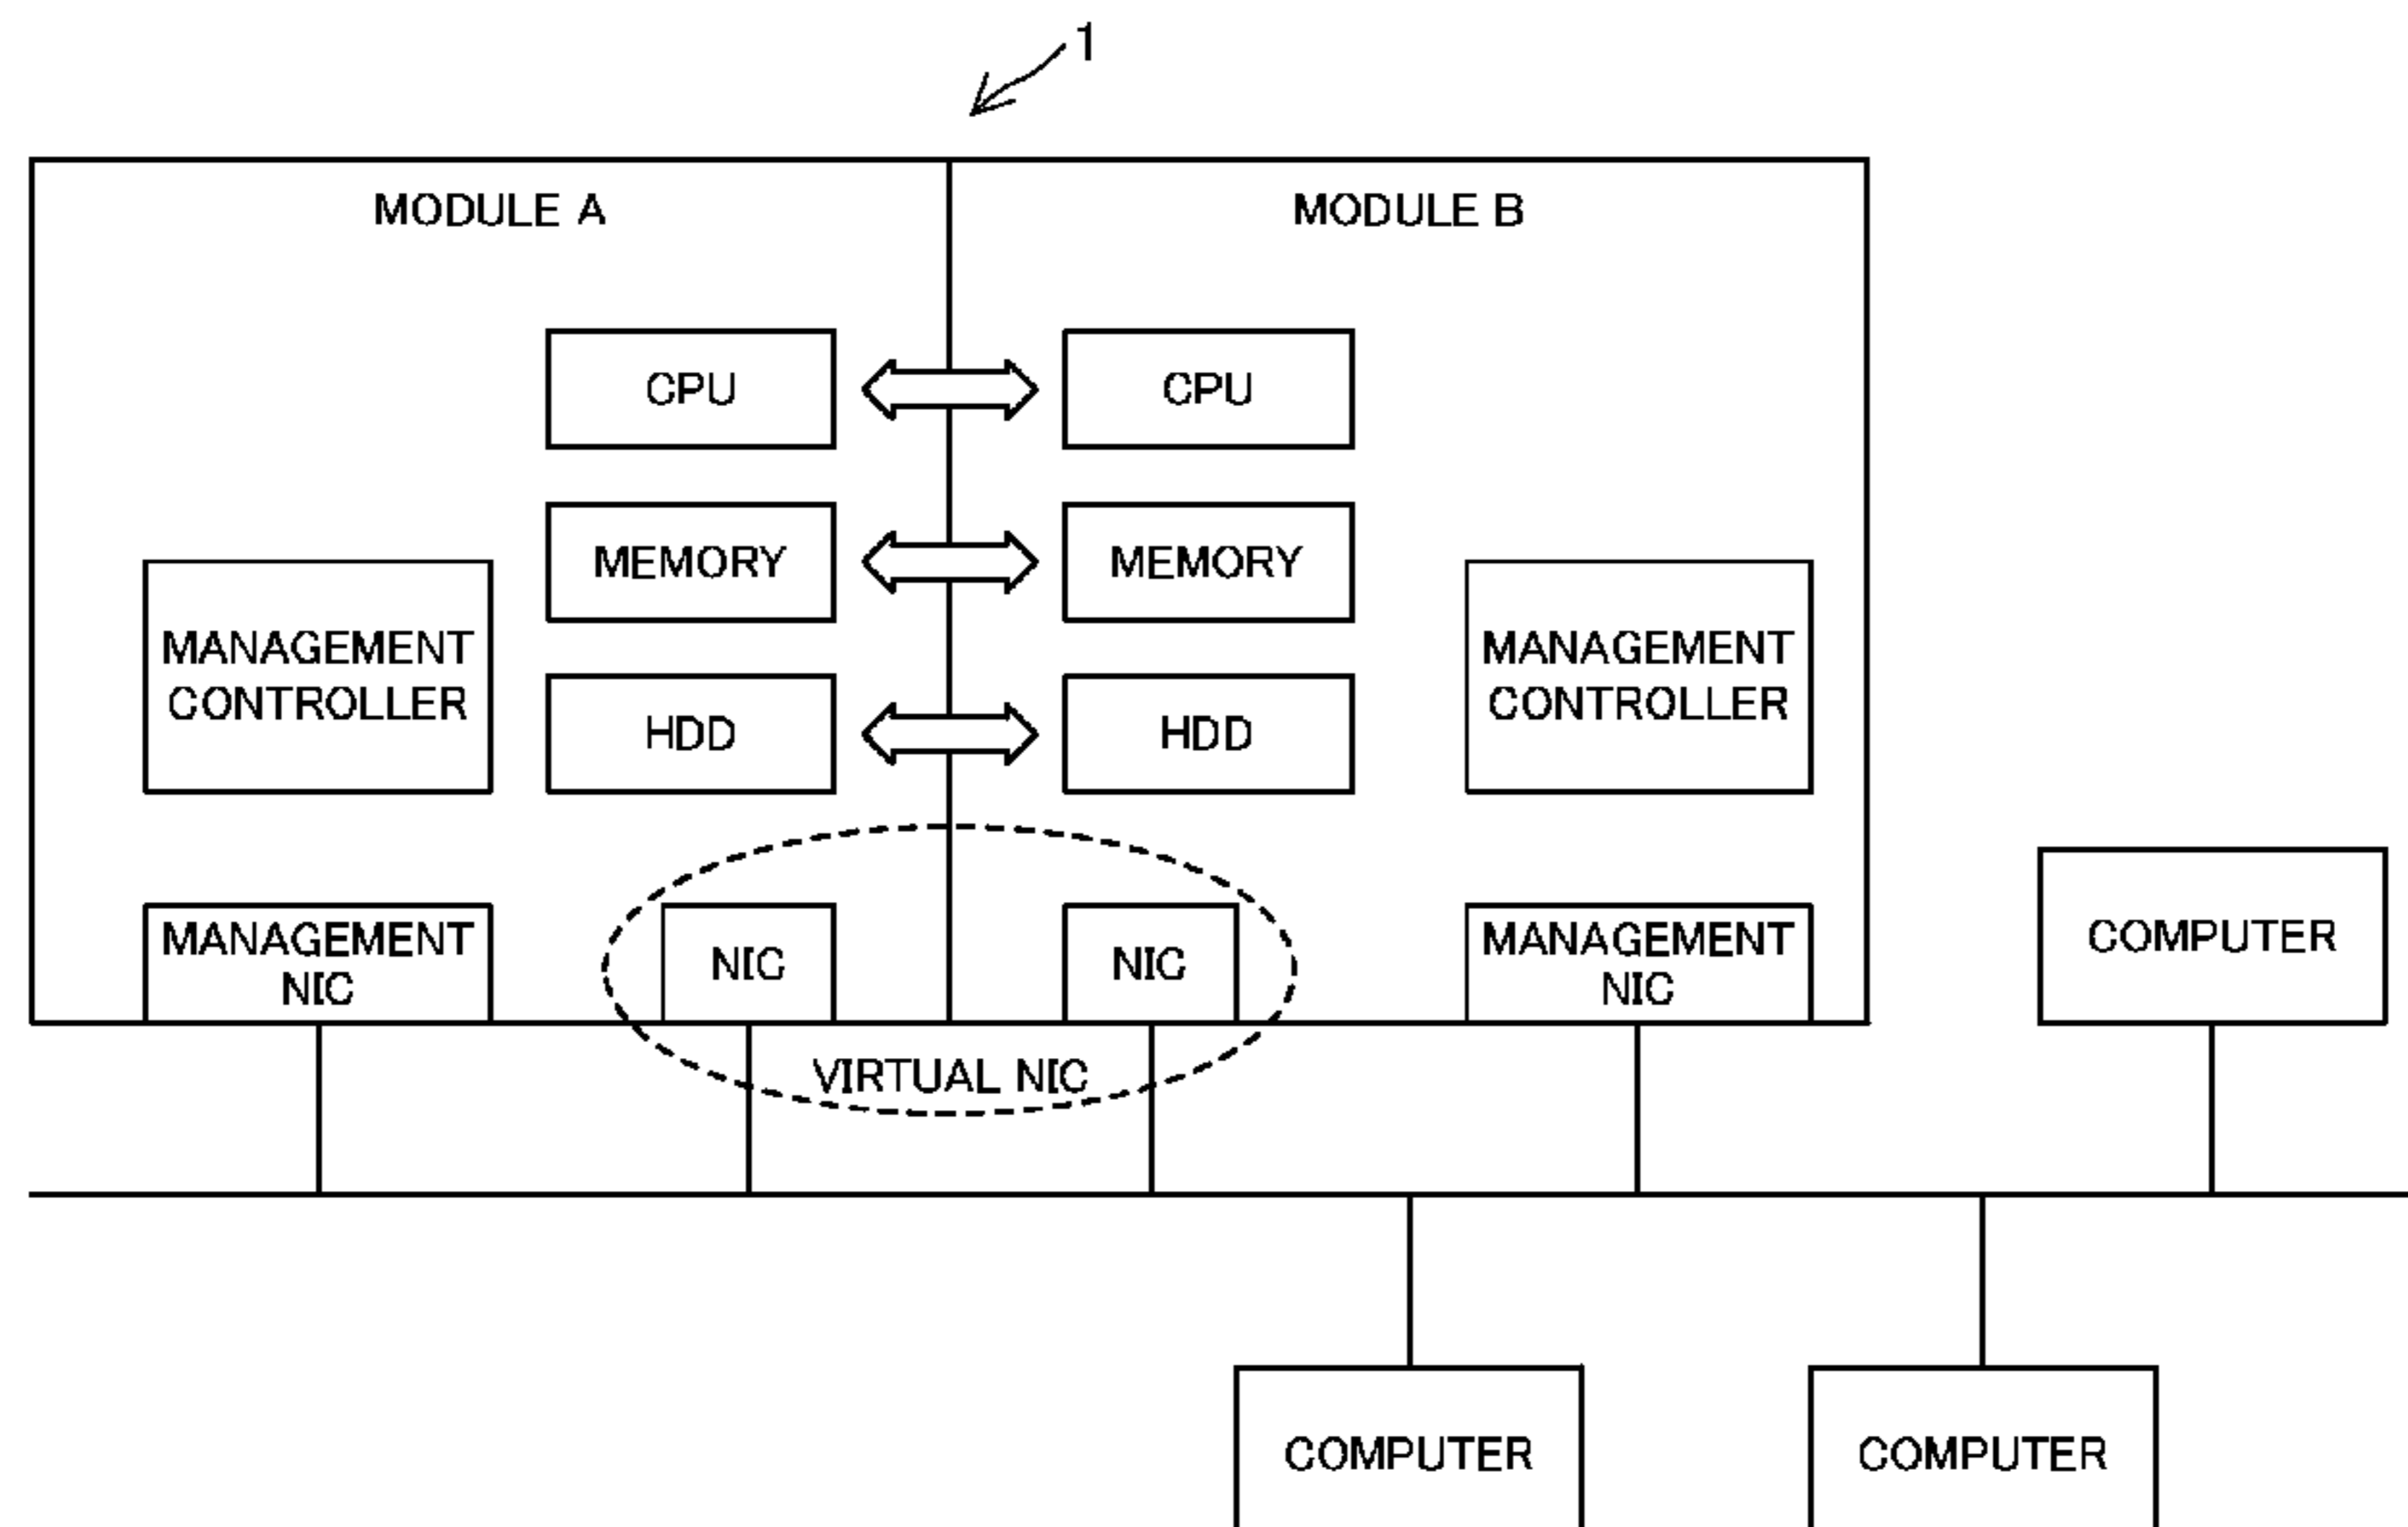 1
MODULE A
MODULE B
CPU
CPU
MEMORY
MEMORY
MANAGEMENT
CONTROLLER
MANAGEMENT
CONTROLLER
HDD
HDD
MANAGEMENT
NIC
NIC
NIC
MANAGEMENT
NIC
COMPUTER
VIRTUAL NIC
COMPUTER
COMPUTER